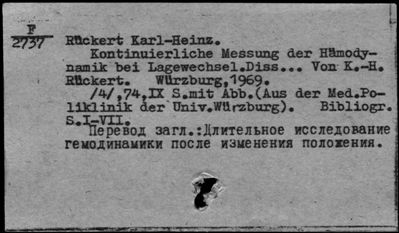 F
2737
Rückert Karl-Heinz.
Kontinuierliche Messung der Hämody-
namik bei Lagewechsel.Diss... Von K.-H.
Rückert. Würzburg,1969.
/4/,74,IX S.mit Abb.(Aus der Med.Po-
liklinik der Univ.Würzburg). Bibliogr.
S.I-VII.
Перевод загл.:Длительное исследование
гемодинамики после изменения положения.